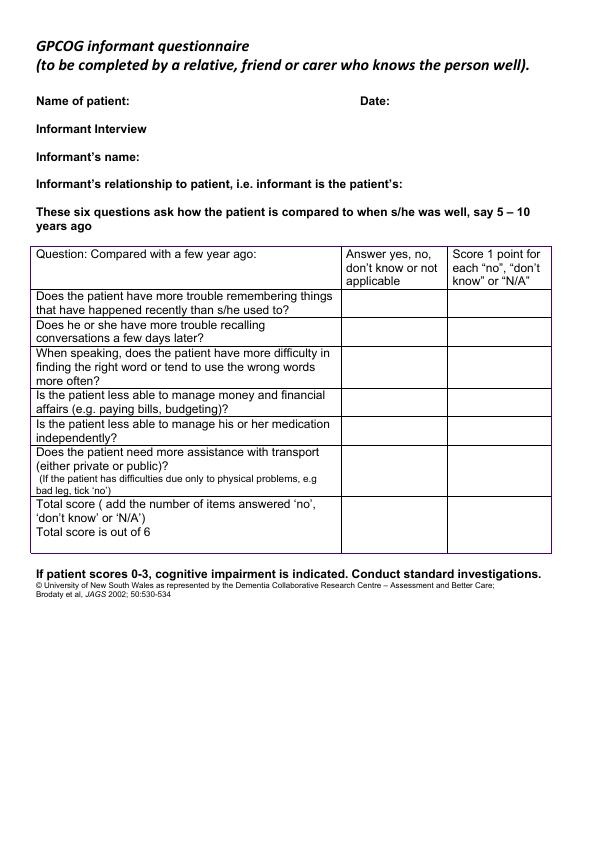 GPCOG informant questionnaire
(to be completed by a relative, friend or carer who knows the person well).
Name of patient: Date:
Informant Interview
Informant's name:
Informant's relationship to patient, i.e. informant is the patient's:
These six questions ask how the patient is compared to when s/he was well, say 5 – 10
years ago
Question: Compared with a few year ago:
Answer yes, no,
don't know or not
applicable
Score 1 point for
each “no”, “don't
know” or “N/A”
Does the patient have more trouble remembering things
that have happened recently than s/he used to?
Does he or she have more trouble recalling
conversations a few days later?
When speaking, does the patient have more difficulty in
finding the right word or tend to use the wrong words
more often?
Is the patient less able to manage money and financial
affairs (e.g. paying bills, budgeting)?
Is the patient less able to manage his or her medication
independently?
Does the patient need more assistance with transport
(either private or public)?
(If the patient has difficulties due only to physical problems, e.g
bad leg, tick ‘no’)
Total score ( add the number of items answered ‘no’,
‘don't know’ or ‘N/A’)
Total score is out of 6
If patient scores 0-3, cognitive impairment is indicated. Conduct standard investigations.
© University of New South Wales as represented by the Dementia Collaborative Research Centre – Assessment and Better Care;
Brodaty et al, JAGS 2002; 50:530-534